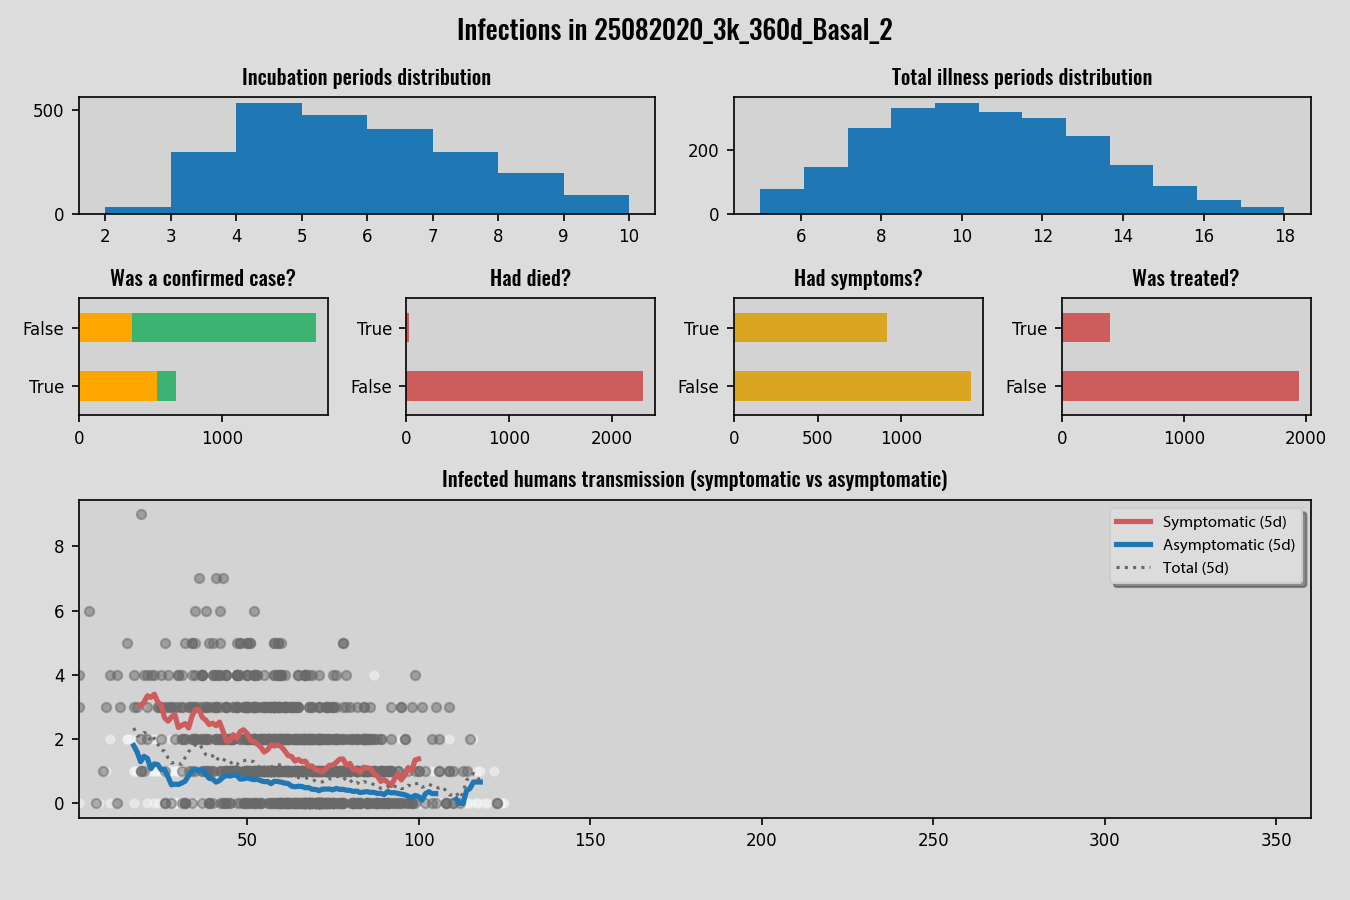 Infections in 25082020_3k_360d_Basal_2
Incubation periods distribution
Total illness periods distribution
500
0
2 3 4 5 6 7 8 9 10
200
0
6 8 10 12 14 16 18
Was a confirmed case?
Had died?
Had symptoms?
Was treated?
False
True
0 1000
True
False
0 1000 2000
True
False
0 500 1000
True
False
0 1000 2000
Infected humans transmission (symptomatic vs asymptomatic)
8
6
4
2
0
Symptomatic (5d)
Asymptomatic (5d)
Total (5d)
50 100 150 200 250 300 350